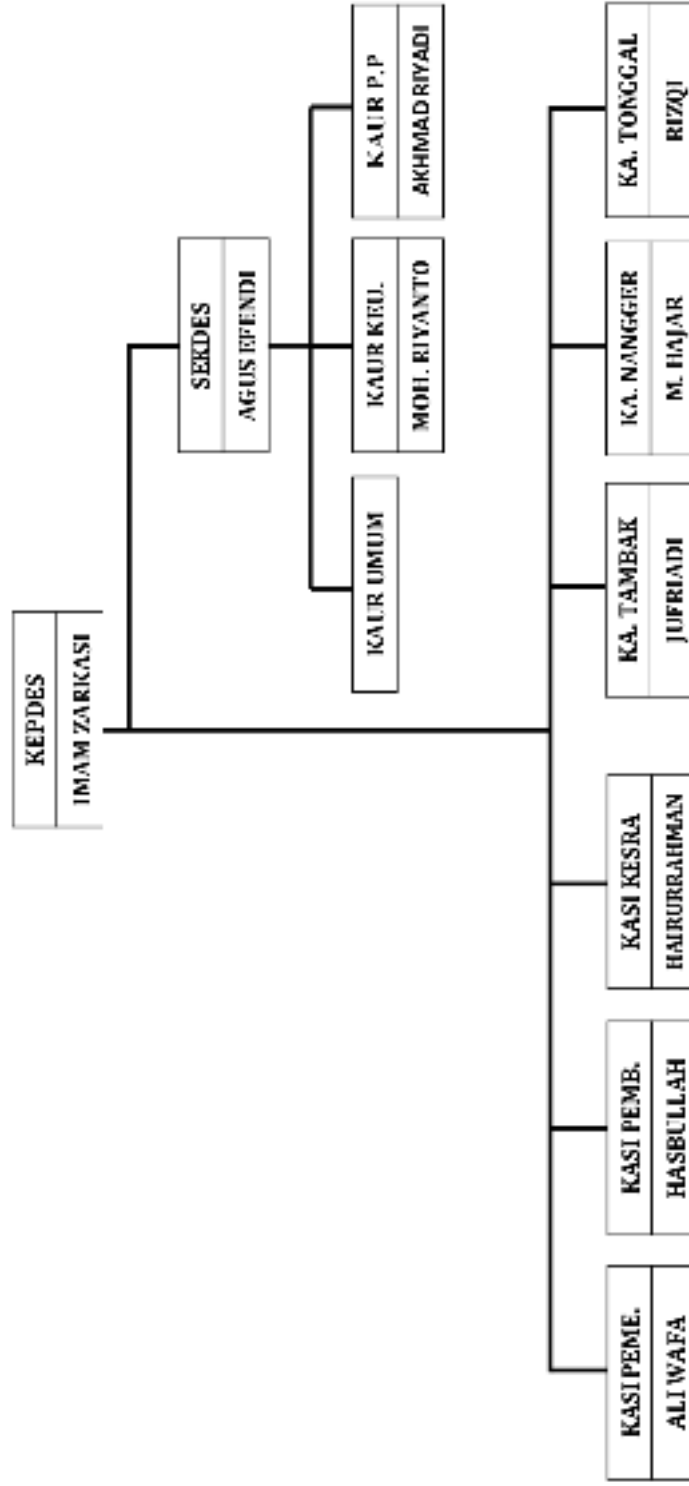 KEPDES
IMAM ZARKASI
SEKDES
AGUS EFENDI
KAUR UMUM
KAUR KEU.
MOH. RIYANTO
KAUR P.P
AKHMAD RIYADI
KASI PEME.
ALI WAFA
KASI PEMB.
HASBULLAH
KASI KESRA
HAIRURRAHMAN
KA. TAMBAK
JUFRIADI
KA. NANGGER
M. HAJAR
KA. TONGGAL
RIZQI